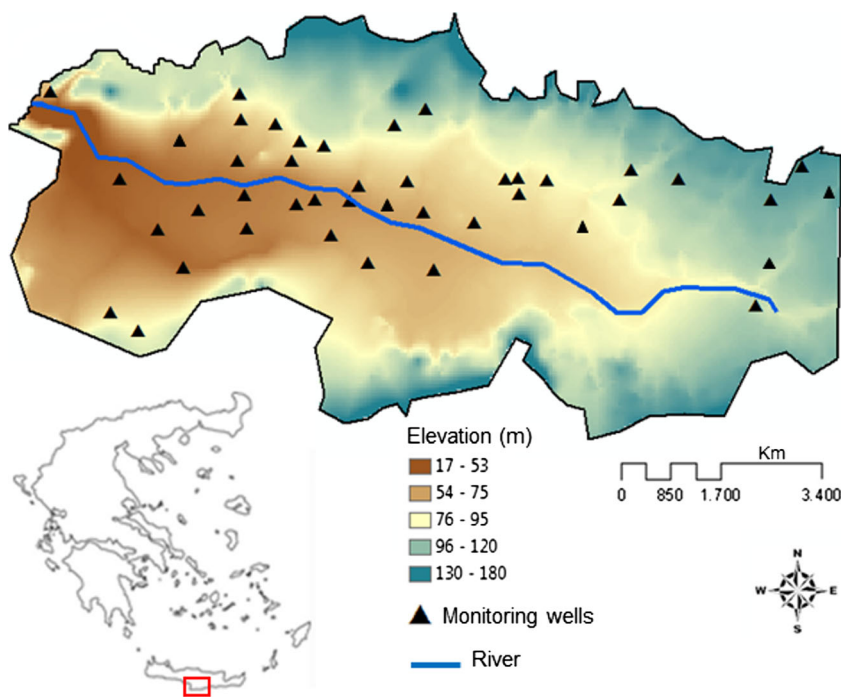 Elevation (m)
17 - 53
54 - 75
76 - 95
96 - 120
130 - 180
Monitoring wells
River
Km
0 850 1.700 3.400
N
W E
S